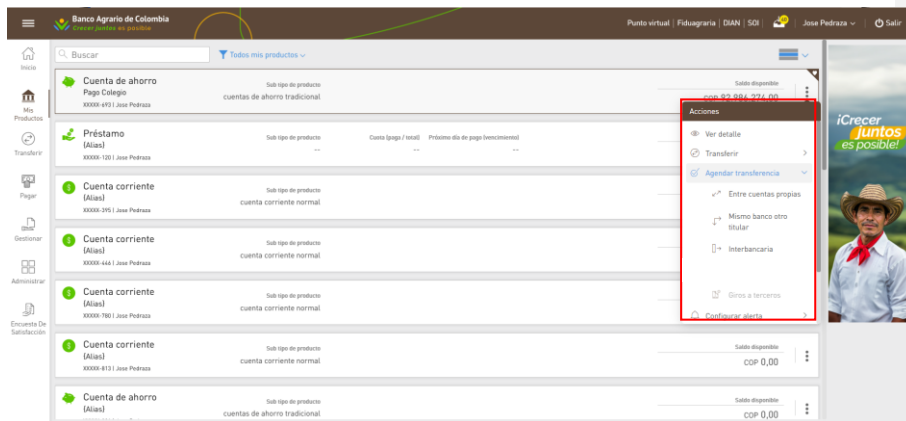 Banco Agrario de Colombia
Crecer juntos es posible
Punto virtual | Fiduagraria | DIAN | SOI |
Jose Pedraza
Salir
Inicio
Mis
Productos
Transferir
Pagar
Gestionar
Administrar
Encuesta De
Satisfacción
Buscar
Todos mis productos
Cuenta de ahorro
Pago Colegio
XXXXX-693 | Jose Pedraza
Sub tipo de producto
cuentas de ahorro tradicional
Saldo disponible
COP 92.984.274,00
Préstamo
(Alias)
XXXXX-120 | Jose Pedraza
Sub tipo de producto
--
Cuota (paga / total)
--
Próximo día de pago (vencimiento)
--
Cuenta corriente
(Alias)
XXXXX-395 | Jose Pedraza
Sub tipo de producto
cuenta corriente normal
Cuenta corriente
(Alias)
XXXXX-446 | Jose Pedraza
Sub tipo de producto
cuenta corriente normal
Cuenta corriente
(Alias)
XXXXX-780 | Jose Pedraza
Sub tipo de producto
cuenta corriente normal
Cuenta corriente
(Alias)
XXXXX-813 | Jose Pedraza
Sub tipo de producto
cuenta corriente normal
Saldo disponible
COP 0,00
Cuenta de ahorro
(Alias)
Sub tipo de producto
cuentas de ahorro tradicional
Saldo disponible
COP 0,00
Acciones
Ver detalle
Transferir
Agendar transferencia
Entre cuentas propias
Mismo banco otro
titular
Interbancaria
Giros a terceros
Configurar alerta
¡Crecer
juntos
es posible!